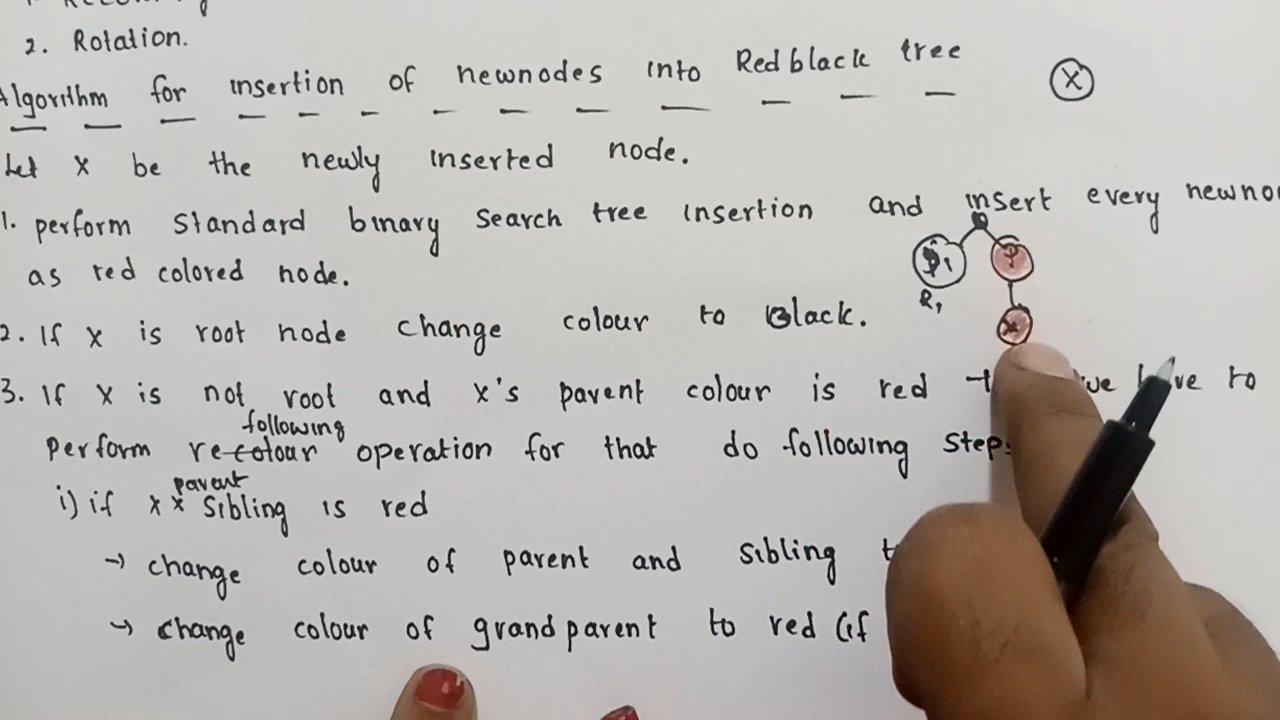 2. Rotation.
Algorithm for insertion of newnodes into Redblack tree
X
Let x be the newly inserted node.
1. perform standard binary search tree insertion and insert every
as red colored node.
P
R,
x
2. If x is root node change colour to Black.
3. If x is not root and x's parent colour is red to
following
perform re-colour operation for that do following
parent
i) if x x sibling is red
→ change colour of parent and sibling
→ change colour of grandparent to red (if